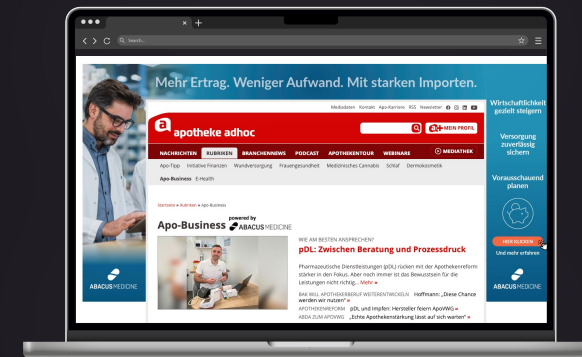 Search...
Mehr Ertrag. Weniger Aufwand. Mit starken Importen.
Mediadaten Kontakt Apo-Karriere RSS Newsletter
a apotheke adhoc
a+ MEIN PROFIL
NACHRICHTEN RUBRIKEN BRANCHENNEWS PODCAST APOTHEKENTOUR WEBINARE MEDIATHEK
Apo-Tipp Initiative Finanzen Wundversorgung Frauengesundheit Medizinisches Cannabis Schlaf Dermokosmetik
Apo-Business E-Health
Startseite » Rubriken » Apo-Business
powered by
Apo-Business ABACUS MEDICINE
WIE AM BESTEN ANSPRECHEN?
pDL: Zwischen Beratung und Prozessdruck
Pharmazeutische Dienstleistungen (pDL) rücken mit der Apothekenreform
stärker in den Fokus. Aber noch immer ist das Bewusstsein für die
Leistungen nicht richtig... Mehr »
BAK WILL APOTHEKERBERUF WEITERENTWICKELN Hoffmann: „Diese Chance
werden wir nutzen“ »
APOTHEKENREFORM pDL und Impfen: Hersteller feiern ApoVWG »
ABDA ZUM APOVWG „Echte Apothekenstärkung lässt auf sich warten“ »
Wirtschaftlichkeit
gezielt steigern
Versorgung
zuverlässig
sichern
Vorausschauend
planen
HIER KLICKEN
Und mehr erfahren
ABACUS MEDICINE
ABACUS MEDICINE